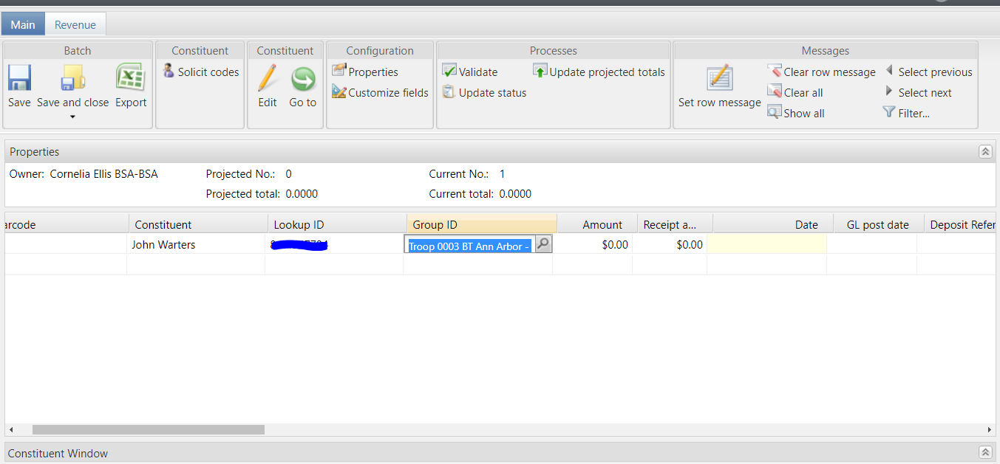 Main Revenue
Batch Constituent Constituent Configuration Processes Messages
Save Save and close Export Solicit codes Edit Go to Properties Customize fields Validate Update status Update projected totals Set row message Clear row message Clear all Show all Select previous Select next Filter...
Properties
Owner: Cornelia Ellis BSA-BSA Projected No.: 0 Current No.: 1
Projected total: 0.0000 Current total: 0.0000
arcode Constituent Lookup ID Group ID Amount Receipt a... Date GL post date Deposit Refer
John Warters Troop 0003 BT Ann Arbor - $0.00 $0.00
Constituent Window